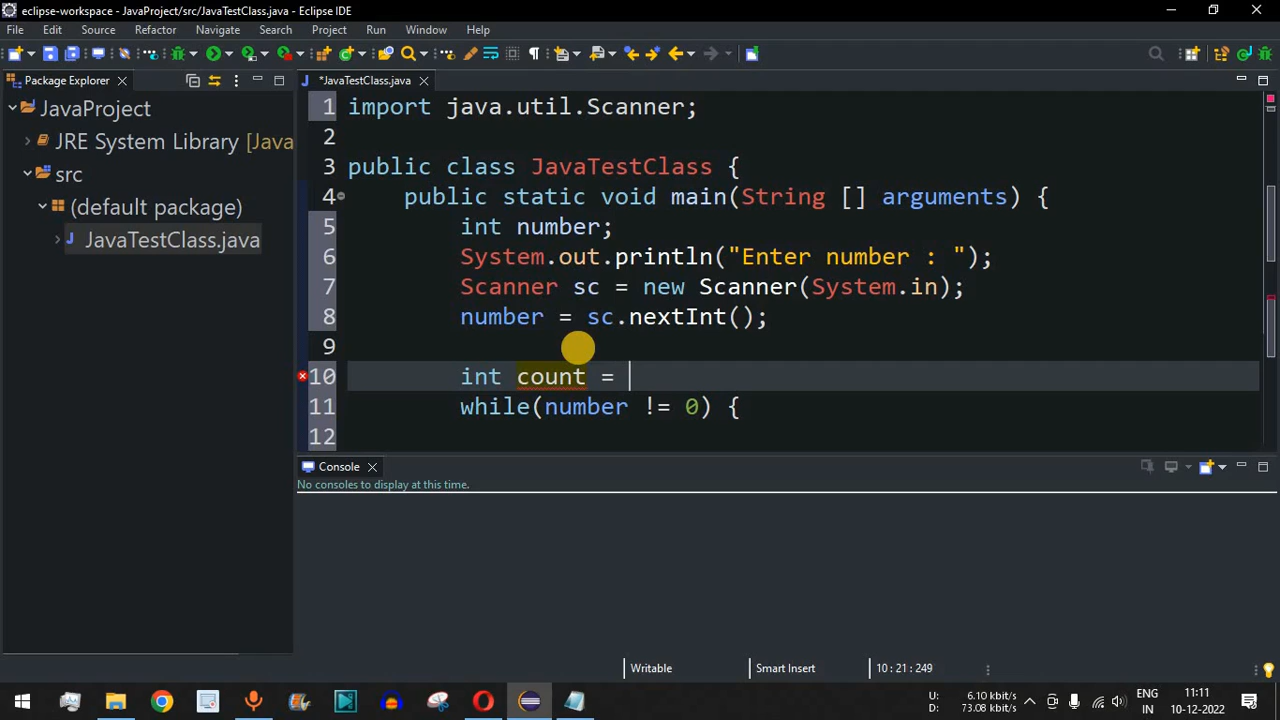 eclipse-workspace - JavaProject/src/JavaTestClass.java - Eclipse IDE
File Edit Source Refactor Navigate Search Project Run Window Help
Package Explorer
*JavaTestClass.java
JavaProject
JRE System Library [Java
src
(default package)
JavaTestClass.java
1 import java.util.Scanner;
2
3 public class JavaTestClass {
4 public static void main(String [] arguments) {
5 int number;
6 System.out.println("Enter number : ");
7 Scanner sc = new Scanner(System.in);
8 number = sc.nextInt();
9
10 int count =
11 while(number != 0) {
12
Console
No consoles to display at this time.
Writable Smart Insert 10 : 21 : 249
U: 6.10 kbit/s
D: 73.08 kbit/s
ENG
IN
11:11
10-12-2022